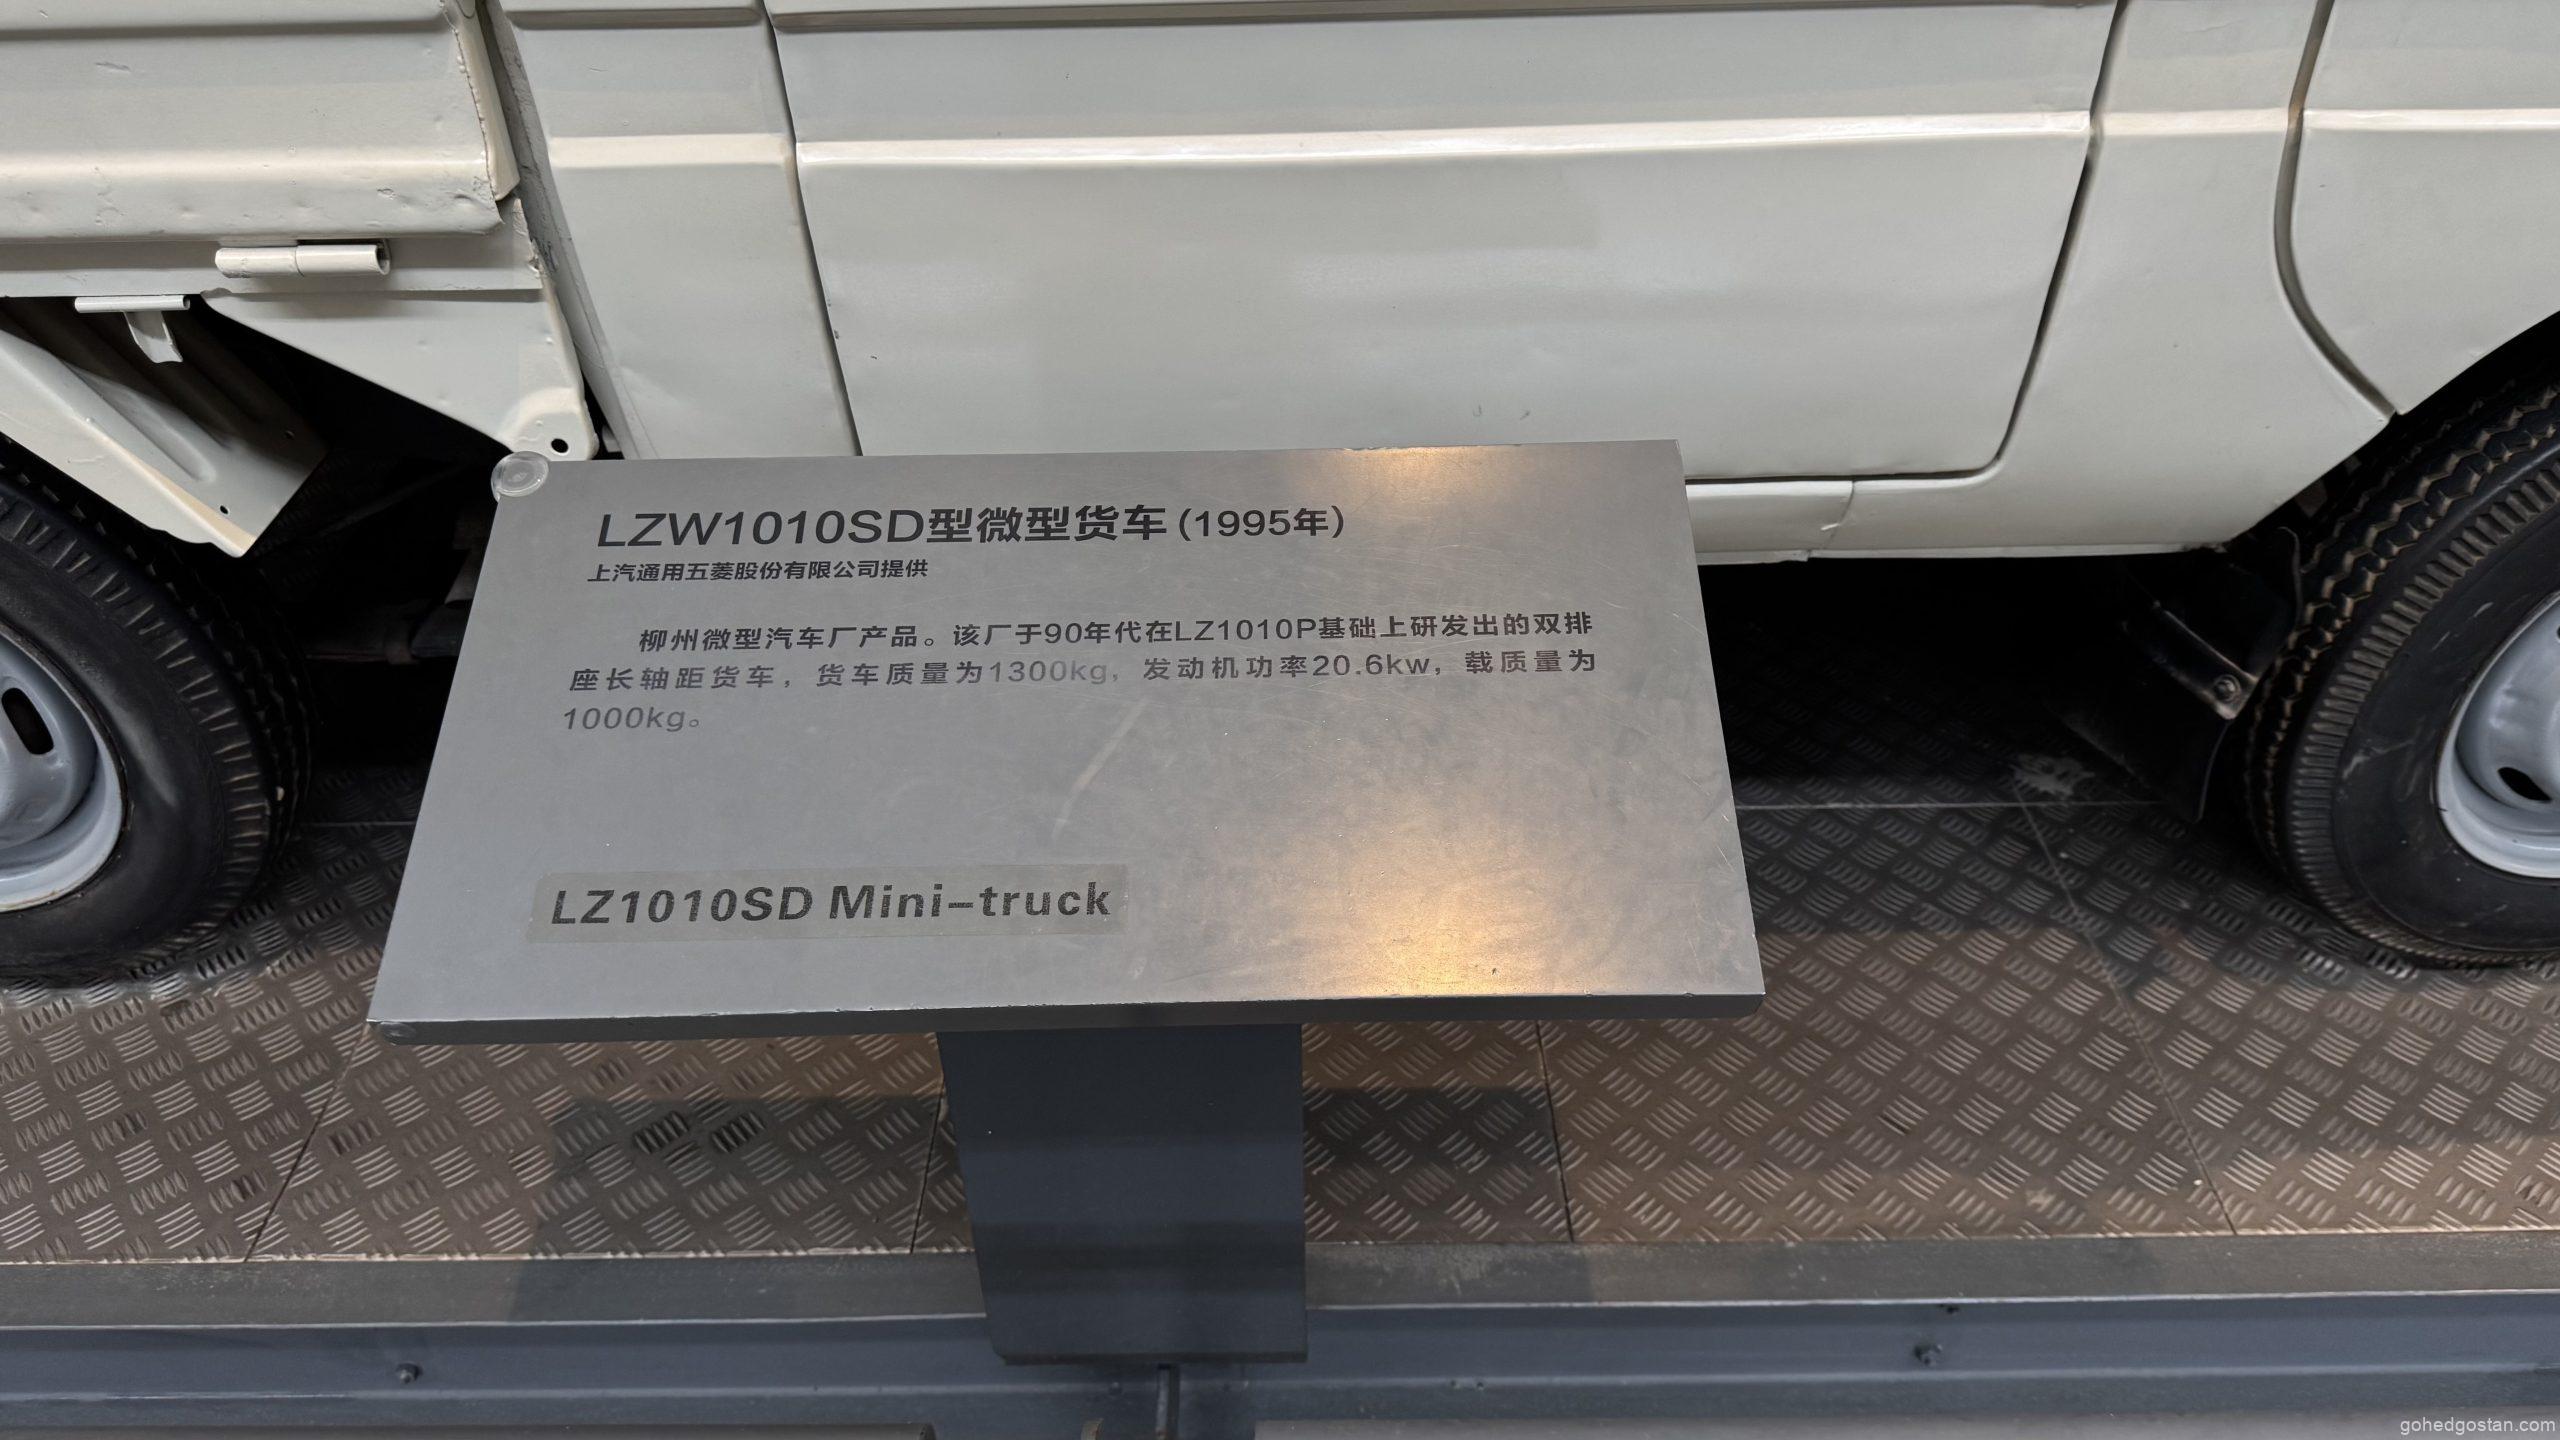 LZW1010SD型微型货车(1995年)
上汽通用五菱股份有限公司提供
柳州微型汽车厂产品。该厂于90年代在LZ1010P基础上研发出的双排
座长轴距货车，货车质量为1300kg，发动机功率20.6kw，载质量为
1000kg。
LZ1010SD Mini-truck
gohedgostan.com